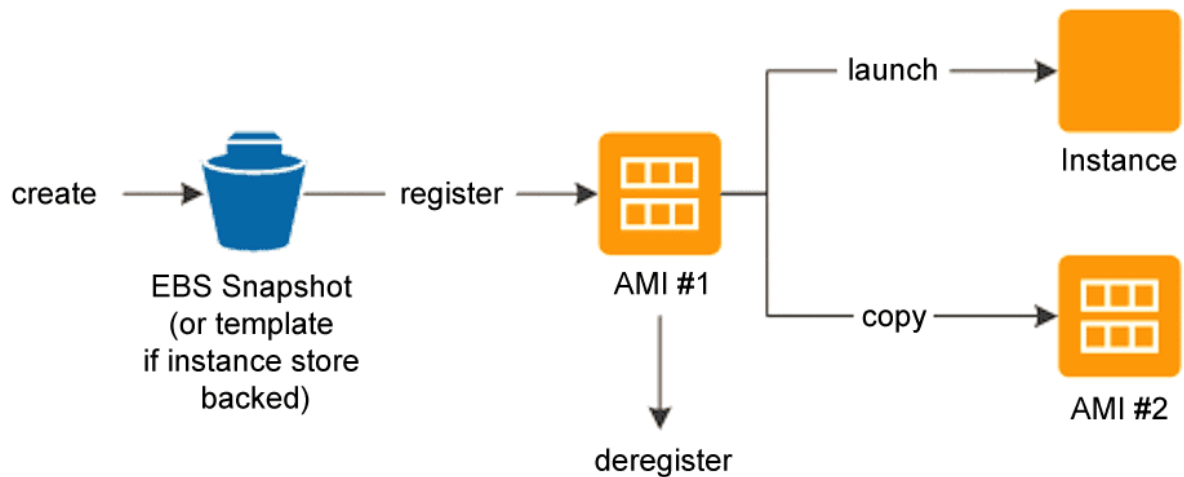 create
EBS Snapshot
(or template
if instance store
backed)
register
AMI #1
deregister
launch
Instance
copy
AMI #2